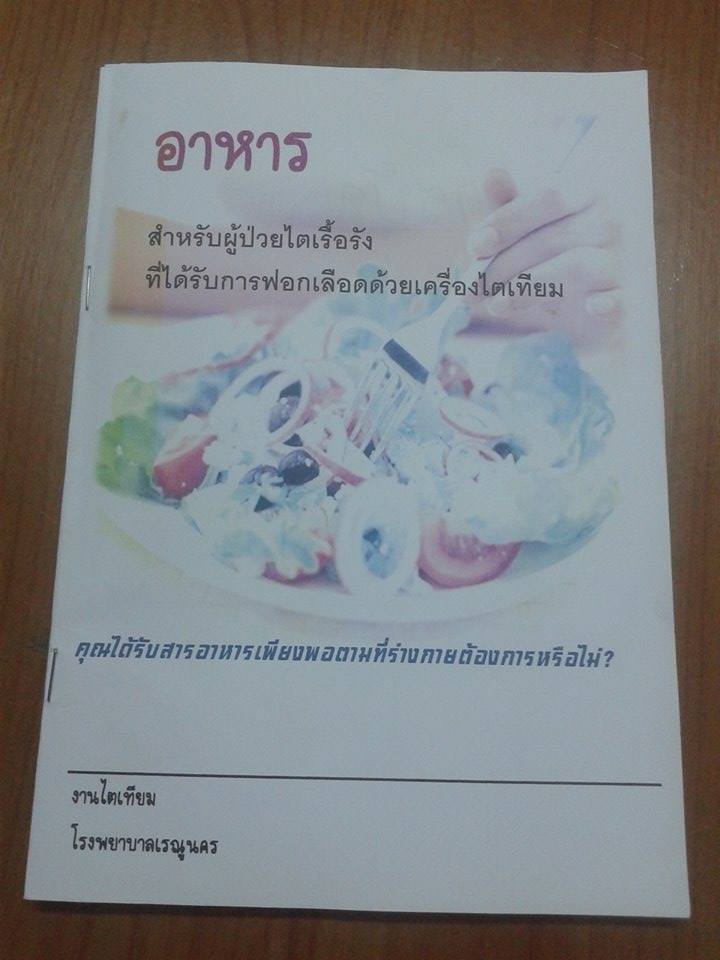 อาหาร
สำหรับผู้ป่วยไตเรื้อรัง
ที่ได้รับการฟอกเลือดด้วยเครื่องไตเทียม
คุณได้รับสารอาหารเพียงพอตามที่ร่างกายต้องการหรือไม่?
งานไตเทียม
โรงพยาบาลเรณูนคร